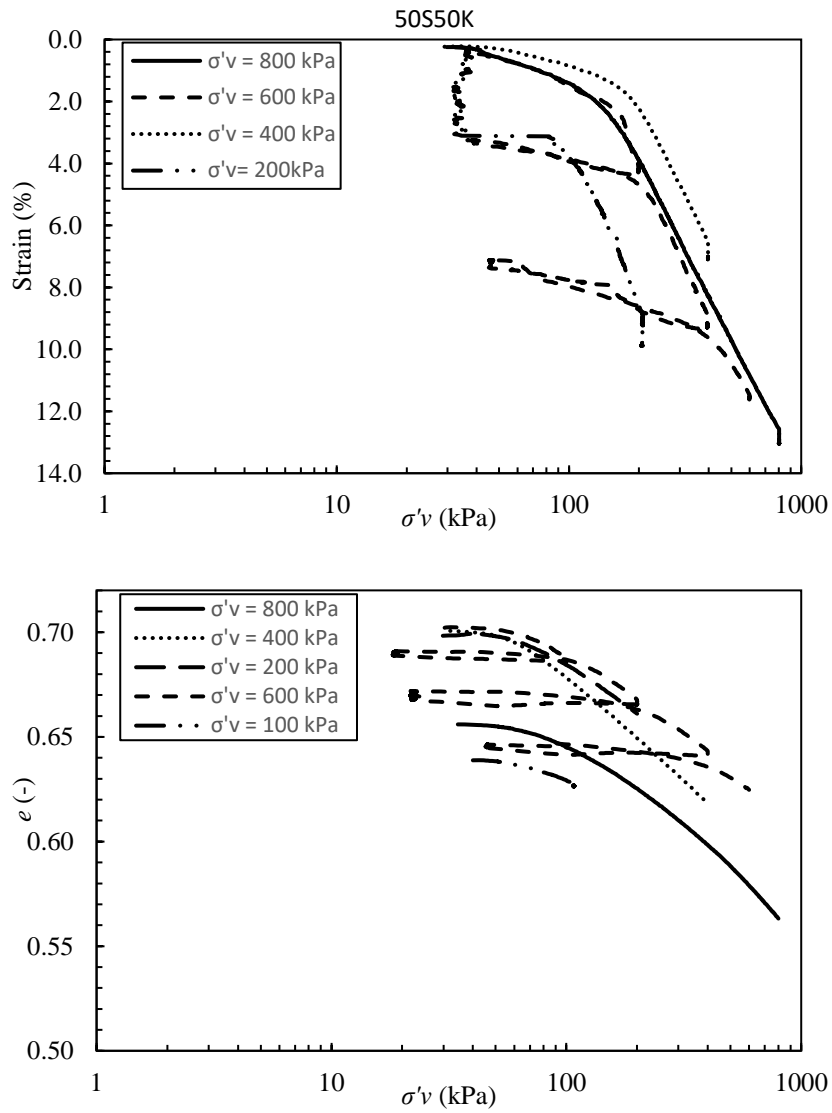 50S50K
0.0
2.0
4.0
6.0
8.0
10.0
12.0
14.0
Strain (%)
σ'v = 800 kPa
σ'v = 600 kPa
σ'v = 400 kPa
σ'v= 200kPa
1 10 100 1000
σ'v (kPa)
0.70
0.65
0.60
0.55
0.50
e (-)
σ'v = 800 kPa
σ'v = 400 kPa
σ'v = 200 kPa
σ'v = 600 kPa
σ'v = 100 kPa
1 10 100 1000
σ'v (kPa)